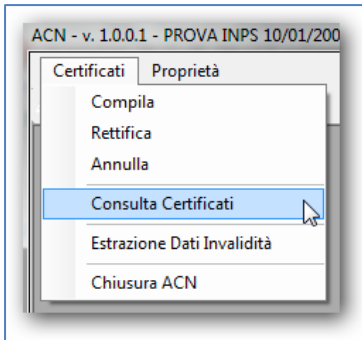 ACN - v. 1.0.0.1 - PROVA INPS 10/01/200
Certificati Proprietà
Compila
Rettifica
Annulla
Consulta Certificati
Estrazione Dati Invalidità
Chiusura ACN